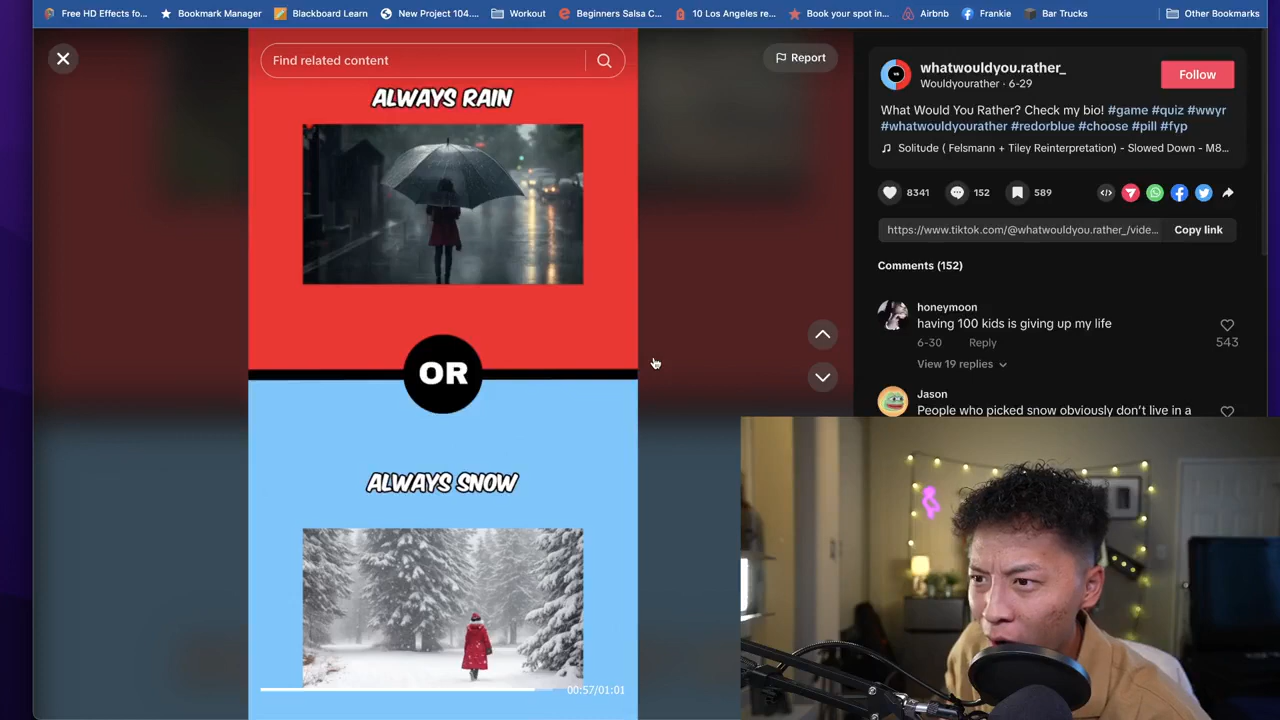 Free HD Effects fo...
Bookmark Manager
Blackboard Learn
New Project 104....
Workout
Beginners Salsa C...
10 Los Angeles re...
Book your spot in...
Airbnb
Frankie
Bar Trucks
Other Bookmarks
Find related content
Report
ALWAYS RAIN
OR
ALWAYS SNOW
00:57/01:01
whatwouldyou.rather_
Wouldyourather · 6-29
Follow
What Would You Rather? Check my bio! #game #quiz #wwyr
#whatwouldyourather #redorblue #choose #pill #fyp
Solitude ( Felsmann + Tiley Reinterpretation) - Slowed Down - M8...
8341
152
589
https://www.tiktok.com/@whatwouldyou.rather_/vide...
Copy link
Comments (152)
honeymoon
having 100 kids is giving up my life
543
6-30
Reply
View 19 replies
Jason
People who picked snow obviously don't live in a